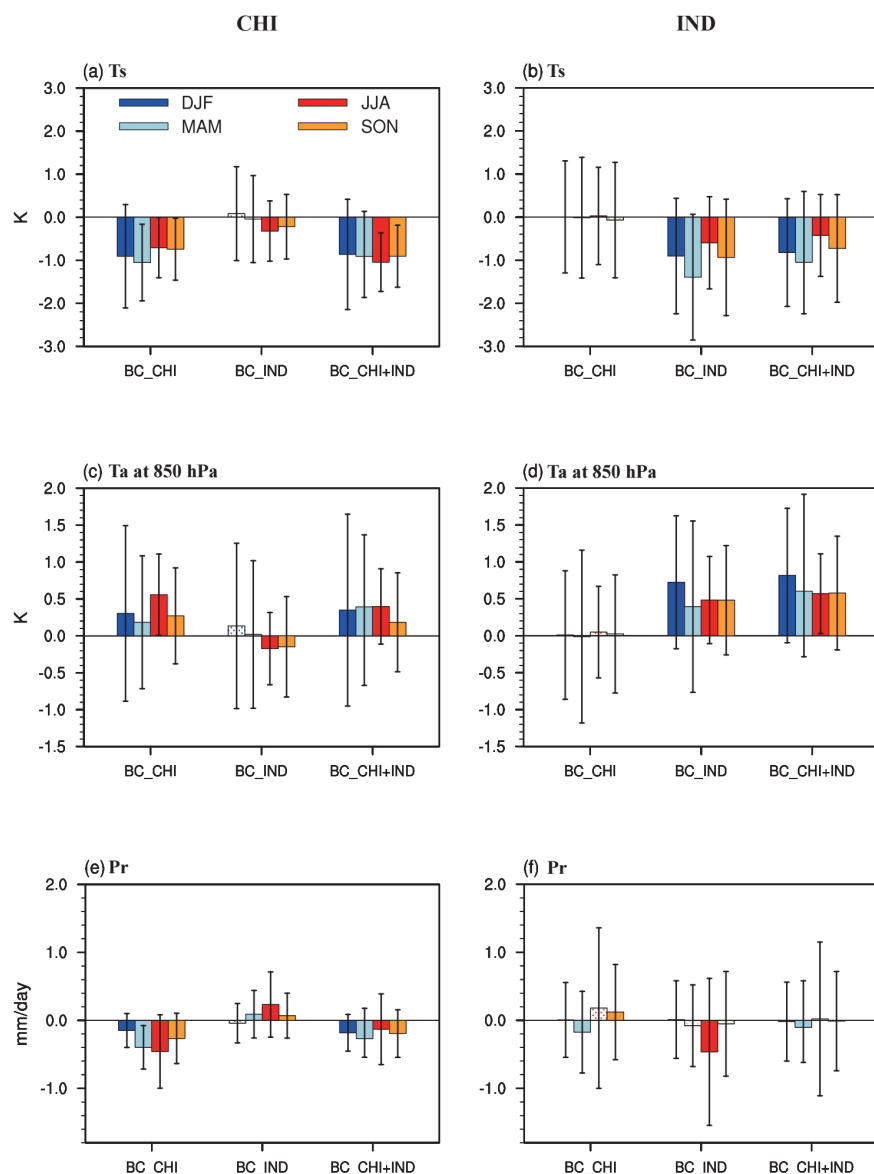 CHI IND
(a) Ts (b) Ts
3.0 3.0
DJF JJA
MAM SON
2.0 2.0
1.0 1.0
K 0.0 0.0
-1.0 -1.0
-2.0 -2.0
-3.0 -3.0
BC_CHI BC_IND BC_CHI+IND BC_CHI BC_IND BC_CHI+IND
(c) Ta at 850 hPa (d) Ta at 850 hPa
2.0 2.0
1.5 1.5
1.0 1.0
0.5 0.5
K 0.0 0.0
-0.5 -0.5
-1.0 -1.0
-1.5 -1.5
BC_CHI BC_IND BC_CHI+IND BC_CHI BC_IND BC_CHI+IND
(e) Pr (f) Pr
2.0 2.0
1.0 1.0
mm/day 0.0 0.0
-1.0 -1.0
BC_CHI BC_IND BC_CHI+IND BC_CHI BC_IND BC_CHI+IND